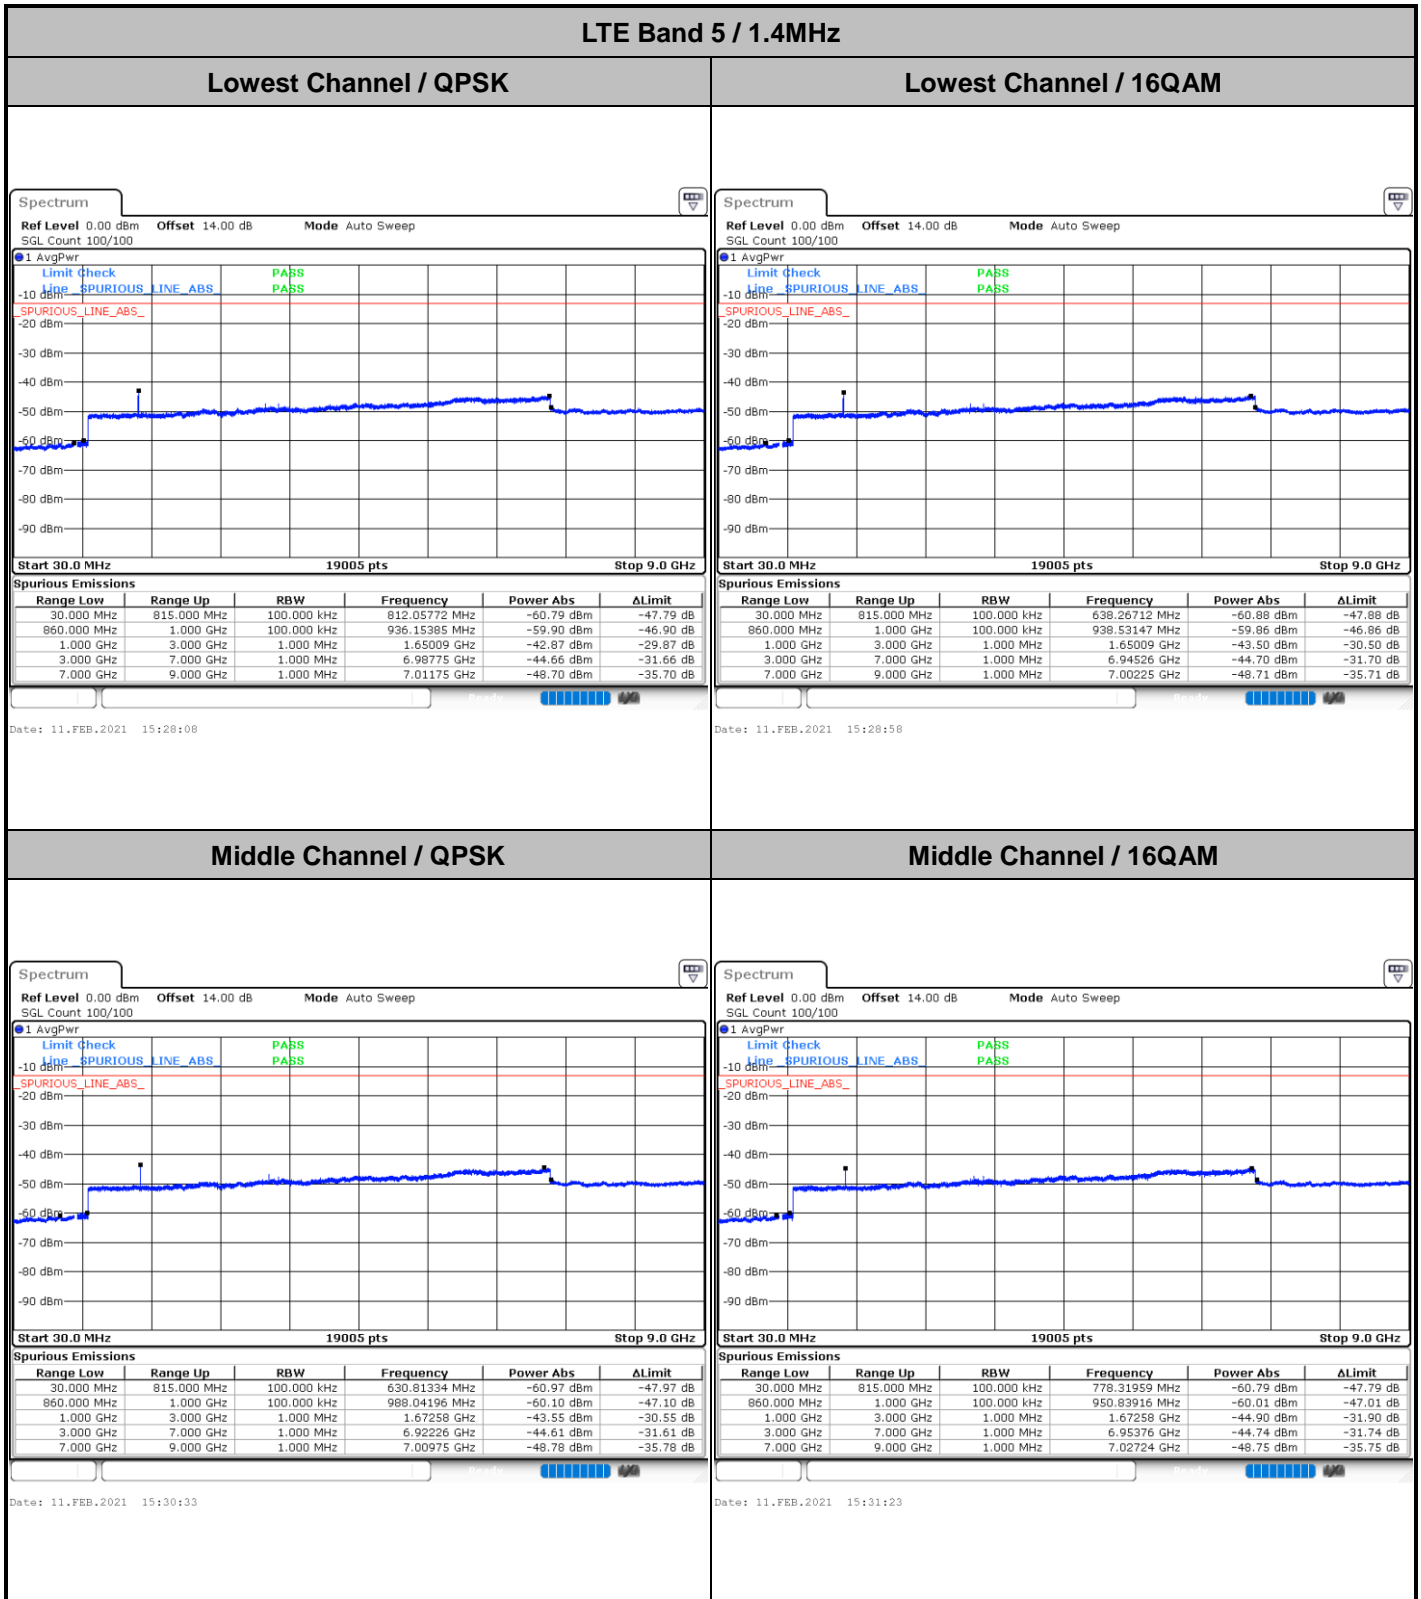 LTE Band 5 / 1.4MHz
Lowest Channel / QPSK
Lowest Channel / 16QAM
Spectrum
Ref Level 0.00 dBm Offset 14.00 dB Mode Auto Sweep
SGL Count 100/100
1 AvgPwr
Limit Check PASS
Line _SPURIOUS_LINE_ABS_ PASS
-10 dBm
_SPURIOUS_LINE_ABS_
-20 dBm
-30 dBm
-40 dBm
-50 dBm
-60 dBm
-70 dBm
-80 dBm
-90 dBm
Start 30.0 MHz 19005 pts Stop 9.0 GHz
Spurious Emissions
Range Low Range Up RBW Frequency Power Abs ΔLimit
30.000 MHz 815.000 MHz 100.000 kHz 812.05772 MHz -60.79 dBm -47.79 dB
860.000 MHz 1.000 GHz 100.000 kHz 936.15385 MHz -59.90 dBm -46.90 dB
1.000 GHz 3.000 GHz 1.000 MHz 1.65009 GHz -42.87 dBm -29.87 dB
3.000 GHz 7.000 GHz 1.000 MHz 6.98775 GHz -44.66 dBm -31.66 dB
7.000 GHz 9.000 GHz 1.000 MHz 7.01175 GHz -48.70 dBm -35.70 dB
Ready
Date: 11.FEB.2021 15:28:08
Spectrum
Ref Level 0.00 dBm Offset 14.00 dB Mode Auto Sweep
SGL Count 100/100
1 AvgPwr
Limit Check PASS
Line _SPURIOUS_LINE_ABS_ PASS
-10 dBm
_SPURIOUS_LINE_ABS_
-20 dBm
-30 dBm
-40 dBm
-50 dBm
-60 dBm
-70 dBm
-80 dBm
-90 dBm
Start 30.0 MHz 19005 pts Stop 9.0 GHz
Spurious Emissions
Range Low Range Up RBW Frequency Power Abs ΔLimit
30.000 MHz 815.000 MHz 100.000 kHz 638.26712 MHz -60.88 dBm -47.88 dB
860.000 MHz 1.000 GHz 100.000 kHz 938.53147 MHz -59.86 dBm -46.86 dB
1.000 GHz 3.000 GHz 1.000 MHz 1.65009 GHz -43.50 dBm -30.50 dB
3.000 GHz 7.000 GHz 1.000 MHz 6.94526 GHz -44.70 dBm -31.70 dB
7.000 GHz 9.000 GHz 1.000 MHz 7.00225 GHz -48.71 dBm -35.71 dB
Ready
Date: 11.FEB.2021 15:28:58
Middle Channel / QPSK
Middle Channel / 16QAM
Spectrum
Ref Level 0.00 dBm Offset 14.00 dB Mode Auto Sweep
SGL Count 100/100
1 AvgPwr
Limit Check PASS
Line _SPURIOUS_LINE_ABS_ PASS
-10 dBm
_SPURIOUS_LINE_ABS_
-20 dBm
-30 dBm
-40 dBm
-50 dBm
-60 dBm
-70 dBm
-80 dBm
-90 dBm
Start 30.0 MHz 19005 pts Stop 9.0 GHz
Spurious Emissions
Range Low Range Up RBW Frequency Power Abs ΔLimit
30.000 MHz 815.000 MHz 100.000 kHz 630.81334 MHz -60.97 dBm -47.97 dB
860.000 MHz 1.000 GHz 100.000 kHz 988.04196 MHz -60.10 dBm -47.10 dB
1.000 GHz 3.000 GHz 1.000 MHz 1.67258 GHz -43.55 dBm -30.55 dB
3.000 GHz 7.000 GHz 1.000 MHz 6.92226 GHz -44.61 dBm -31.61 dB
7.000 GHz 9.000 GHz 1.000 MHz 7.00975 GHz -48.78 dBm -35.78 dB
Ready
Date: 11.FEB.2021 15:30:33
Spectrum
Ref Level 0.00 dBm Offset 14.00 dB Mode Auto Sweep
SGL Count 100/100
1 AvgPwr
Limit Check PASS
Line _SPURIOUS_LINE_ABS_ PASS
-10 dBm
_SPURIOUS_LINE_ABS_
-20 dBm
-30 dBm
-40 dBm
-50 dBm
-60 dBm
-70 dBm
-80 dBm
-90 dBm
Start 30.0 MHz 19005 pts Stop 9.0 GHz
Spurious Emissions
Range Low Range Up RBW Frequency Power Abs ΔLimit
30.000 MHz 815.000 MHz 100.000 kHz 778.31959 MHz -60.79 dBm -47.79 dB
860.000 MHz 1.000 GHz 100.000 kHz 950.83916 MHz -60.01 dBm -47.01 dB
1.000 GHz 3.000 GHz 1.000 MHz 1.67258 GHz -44.90 dBm -31.90 dB
3.000 GHz 7.000 GHz 1.000 MHz 6.95376 GHz -44.74 dBm -31.74 dB
7.000 GHz 9.000 GHz 1.000 MHz 7.02724 GHz -48.75 dBm -35.75 dB
Ready
Date: 11.FEB.2021 15:31:23